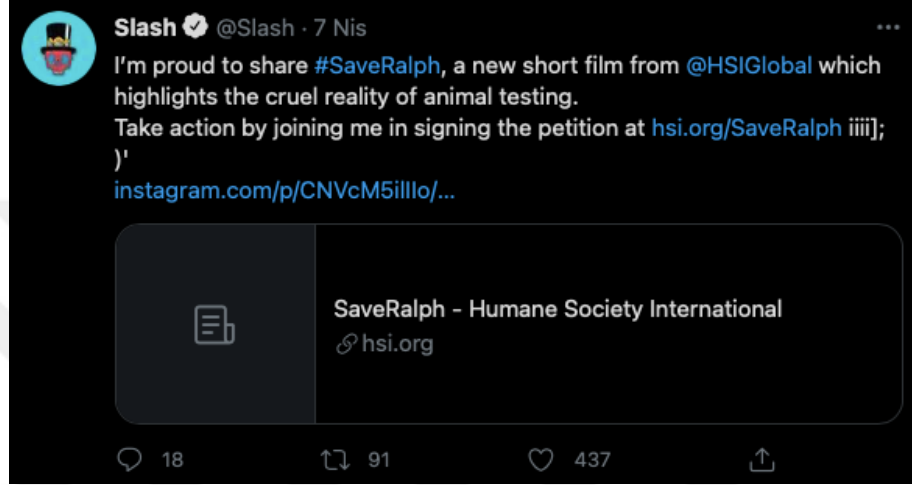 Slash @Slash · 7 Nis
I'm proud to share #SaveRalph, a new short film from @HSIGlobal which
highlights the cruel reality of animal testing.
Take action by joining me in signing the petition at hsi.org/SaveRalph iiii];
)'
instagram.com/p/CNVcM5illlo/...
SaveRalph - Humane Society International
hsi.org
18 91 437